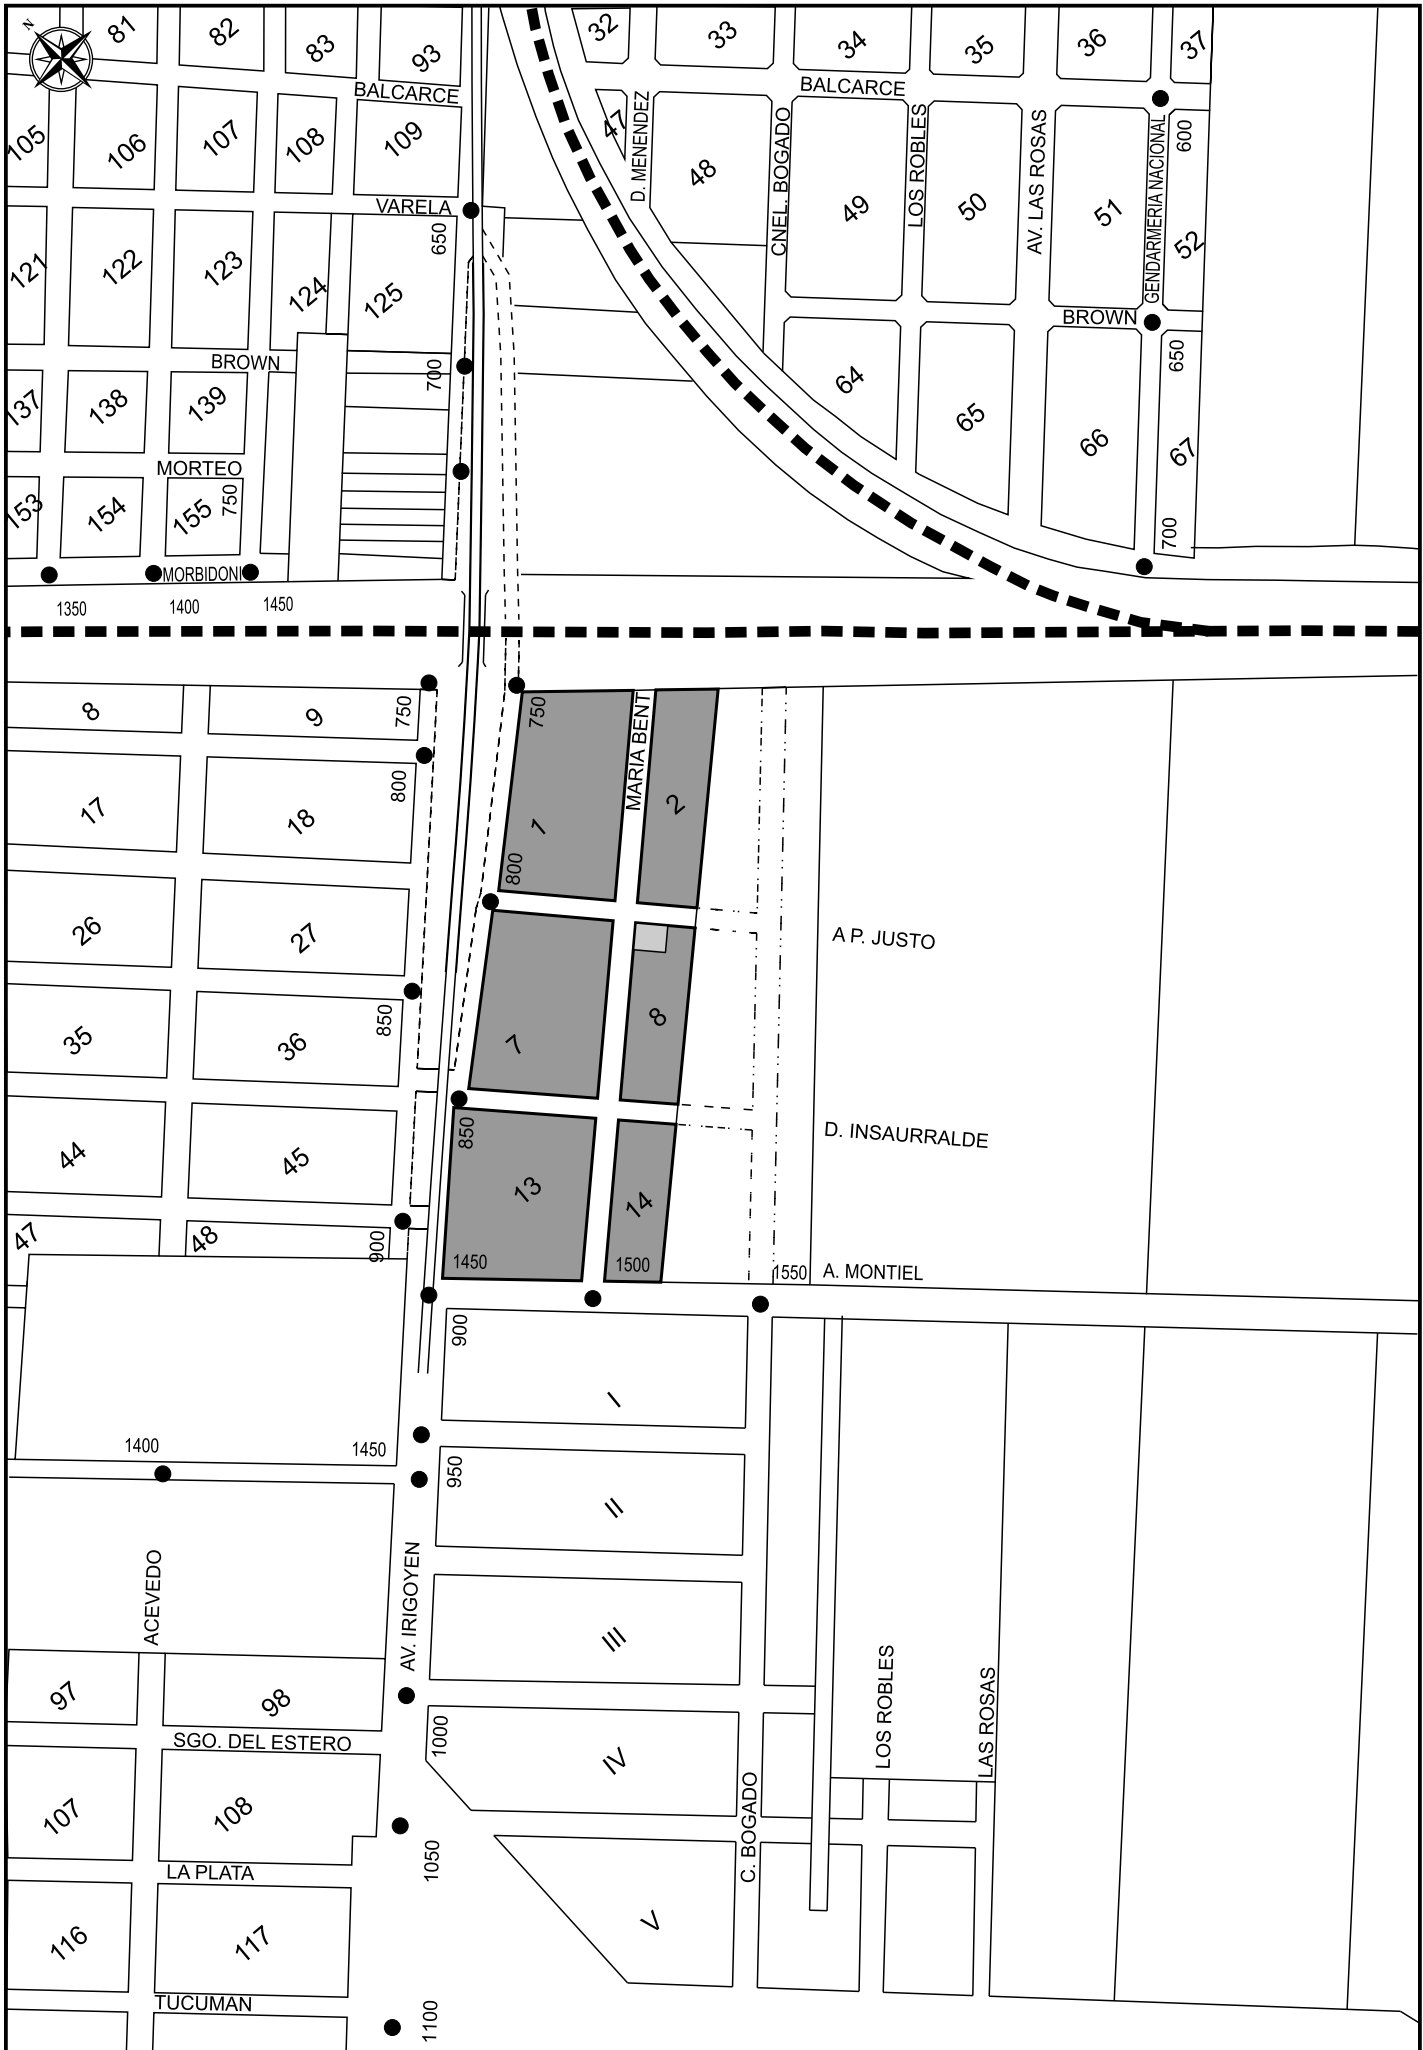 N
81
82
83
93
32
33
34
35
36
37
BALCARCE
BALCARCE
105
106
107
108
109
47
D. MENENDEZ
48
CNEL. BOGADO
49
LOS ROBLES
50
AV. LAS ROSAS
51
GENDARMERIA NACIONAL
600
52
VARELA
650
121
122
123
124
125
BROWN
BROWN
700
650
137
138
139
64
65
66
67
MORTEO
153
154
155
750
700
MORBIDONI
1350
1400
1450
8
9
750
750
MARIA BENT
17
18
800
1
2
800
26
27
A P. JUSTO
35
36
850
7
8
44
45
850
D. INSAURRALDE
13
14
47
48
900
1450
1500
1550
A. MONTIEL
900
I
1400
1450
950
II
ACEVEDO
AV. IRIGOYEN
III
LOS ROBLES
LAS ROSAS
97
98
1000
SGO. DEL ESTERO
IV
C. BOGADO
107
108
1050
LA PLATA
V
116
117
TUCUMAN
1100